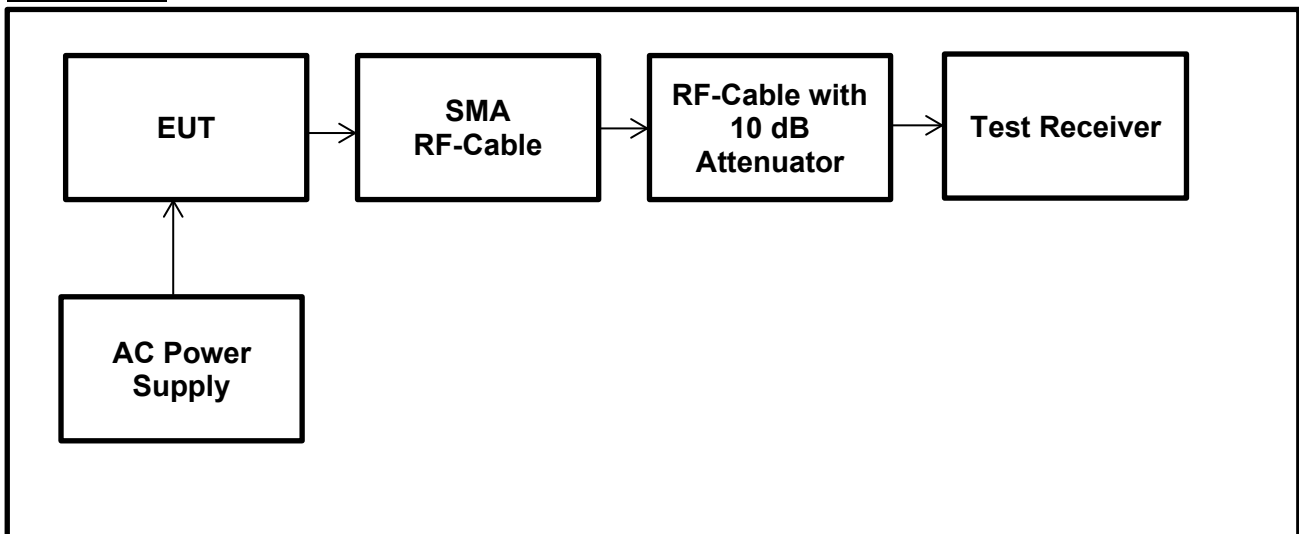 EUT
SMA
RF-Cable
RF-Cable with
10 dB
Attenuator
Test Receiver
AC Power
Supply